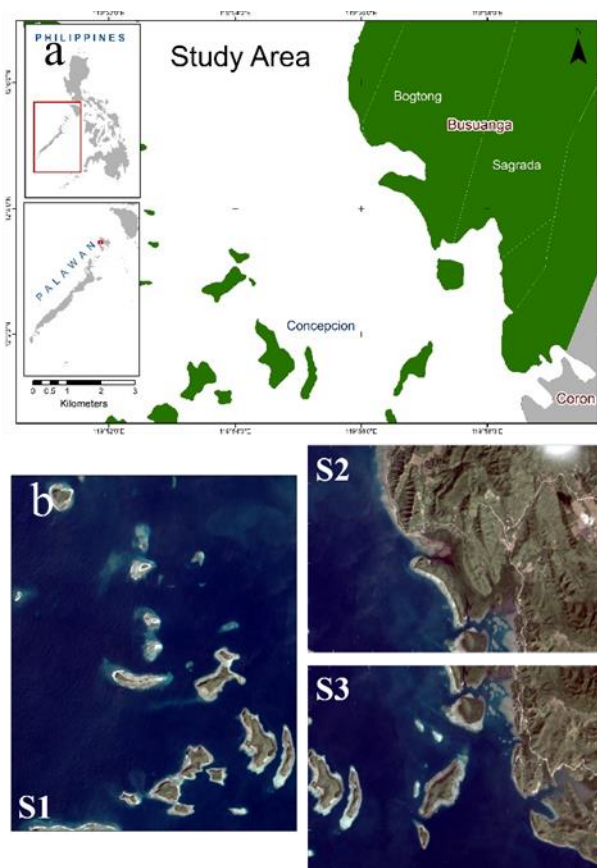 PHILIPPINES
a
Study Area
N
Bogtong
Busuanga
Sagrada
PALAWAN
Concepcion
0 0.5 1 2 3
Kilometers
Coron
b
S1
S2
S3